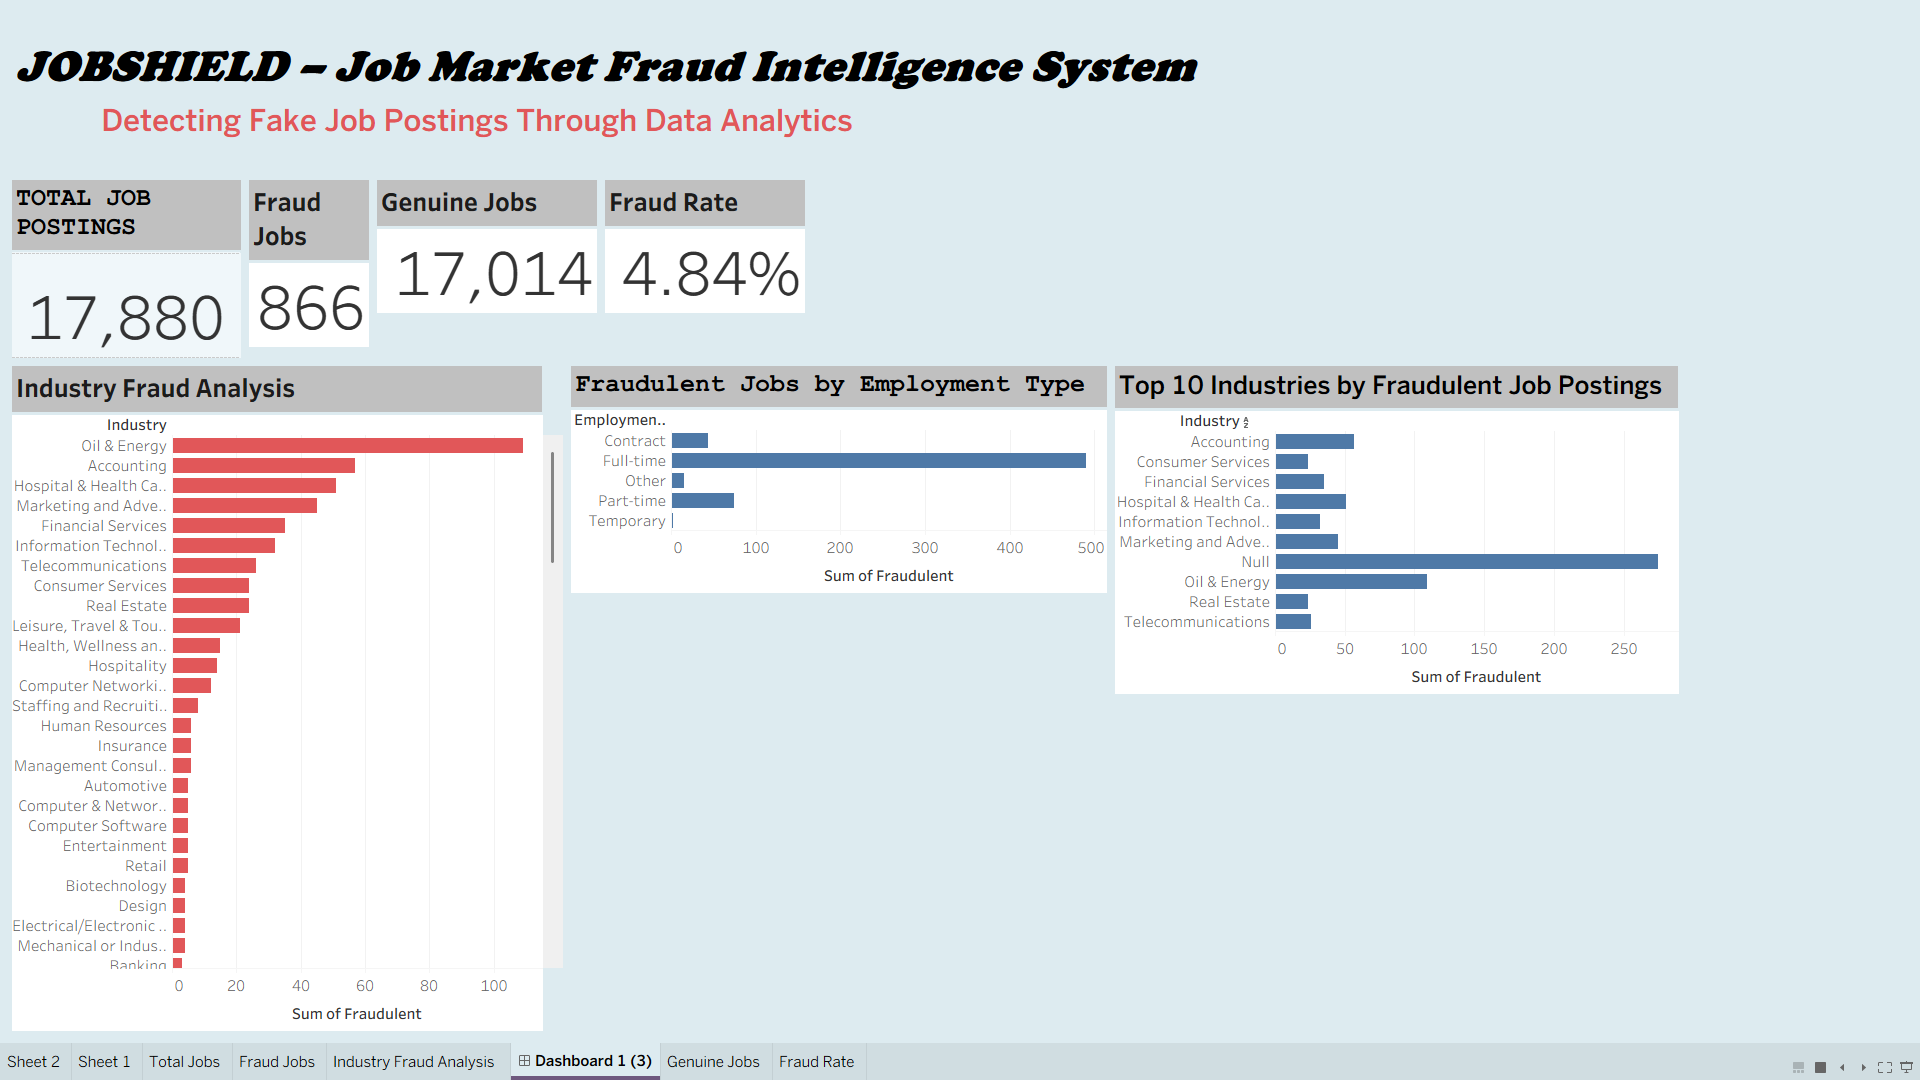 JOBSHIELD – Job Market Fraud Intelligence System
Detecting Fake Job Postings Through Data Analytics
TOTAL JOB
POSTINGS
17,880
Fraud
Jobs
866
Genuine Jobs
17,014
Fraud Rate
4.84%
Industry Fraud Analysis
Industry
Oil & Energy
Accounting
Hospital & Health Ca..
Marketing and Adve..
Financial Services
Information Technol..
Telecommunications
Consumer Services
Real Estate
Leisure, Travel & Tou..
Health, Wellness an..
Hospitality
Computer Networki..
Staffing and Recruiti..
Human Resources
Insurance
Management Consul..
Automotive
Computer & Networ..
Computer Software
Entertainment
Retail
Biotechnology
Design
Electrical/Electronic ..
Mechanical or Indus..
Banking
0 20 40 60 80 100
Sum of Fraudulent
Fraudulent Jobs by Employment Type
Employmen..
Contract
Full-time
Other
Part-time
Temporary
0 100 200 300 400 500
Sum of Fraudulent
Top 10 Industries by Fraudulent Job Postings
Industry
Accounting
Consumer Services
Financial Services
Hospital & Health Ca..
Information Technol..
Marketing and Adve..
Null
Oil & Energy
Real Estate
Telecommunications
0 50 100 150 200 250
Sum of Fraudulent
Sheet 2 Sheet 1 Total Jobs Fraud Jobs Industry Fraud Analysis Dashboard 1 (3) Genuine Jobs Fraud Rate